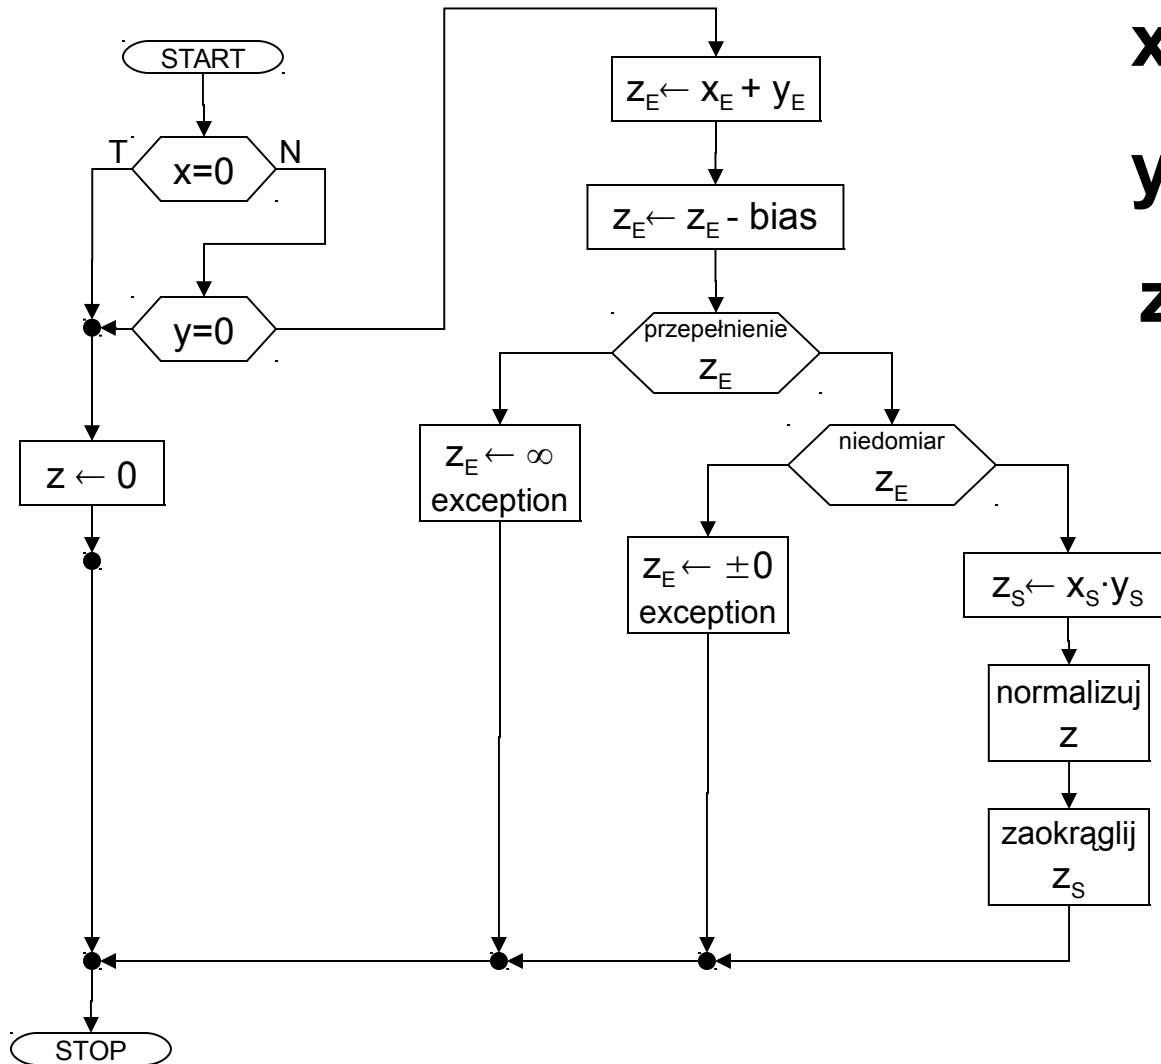 START
T
N
x=0
y=0
z ← 0
z_E ← x_E + y_E
z_E ← z_E - bias
przepełnienie
z_E
z_E ← ∞
exception
niedomiar
z_E
z_E ← ±0
exception
z_S ← x_S·y_S
normalizuj
z
zaokrąglij
z_S
STOP
x
y
z